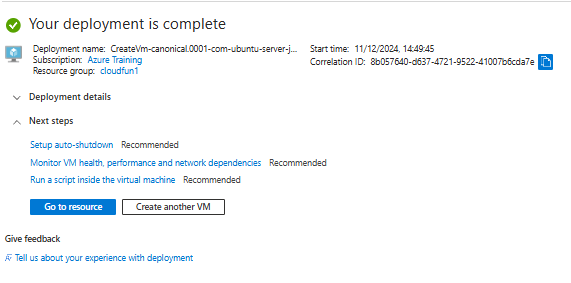 Your deployment is complete
Deployment name: CreateVm-canonical.0001-com-ubuntu-server-j... Start time: 11/12/2024, 14:49:45
Subscription: Azure Training Correlation ID: 8b057640-d637-4721-9522-41007b6cda7e
Resource group: cloudfun1
Deployment details
Next steps
Setup auto-shutdown Recommended
Monitor VM health, performance and network dependencies Recommended
Run a script inside the virtual machine Recommended
Go to resource Create another VM
Give feedback
Tell us about your experience with deployment